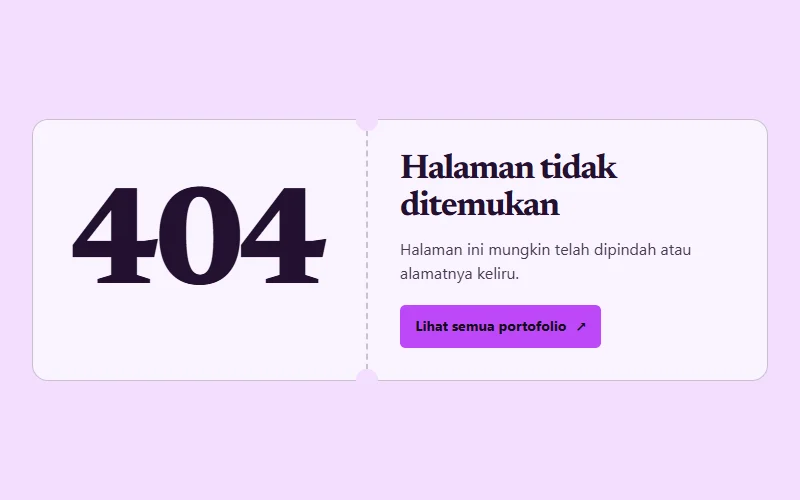 404
Halaman tidak
ditemukan
Halaman ini mungkin telah dipindah atau
alamatnya keliru.
Lihat semua portofolio ↗